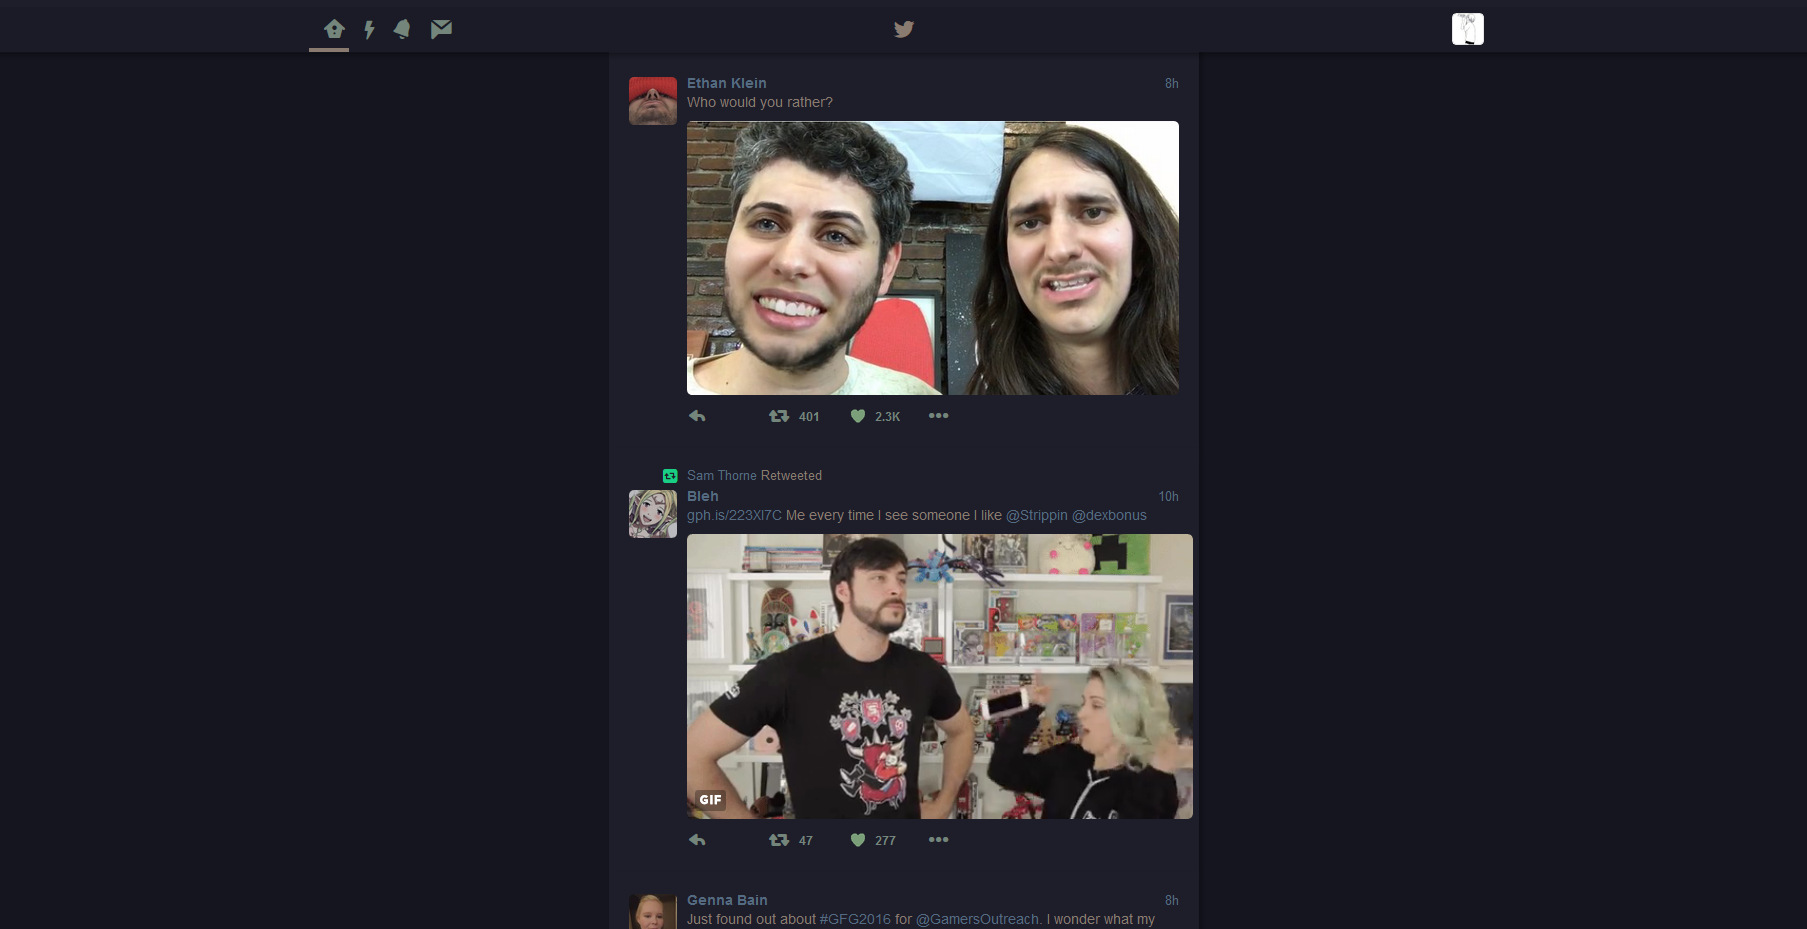 Ethan Klein 8h
Who would you rather?
401 2.3K
Sam Thorne Retweeted
Bleh 10h
gph.is/223Xl7C Me every time I see someone I like @Strippin @dexbonus
GIF
47 277
Genna Bain 8h
Just found out about #GFG2016 for @GamersOutreach. I wonder what my